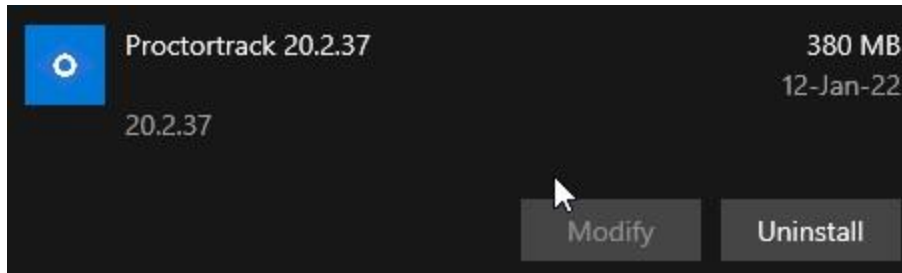 Proctortrack 20.2.37
380 MB
12-Jan-22
20.2.37
Modify
Uninstall